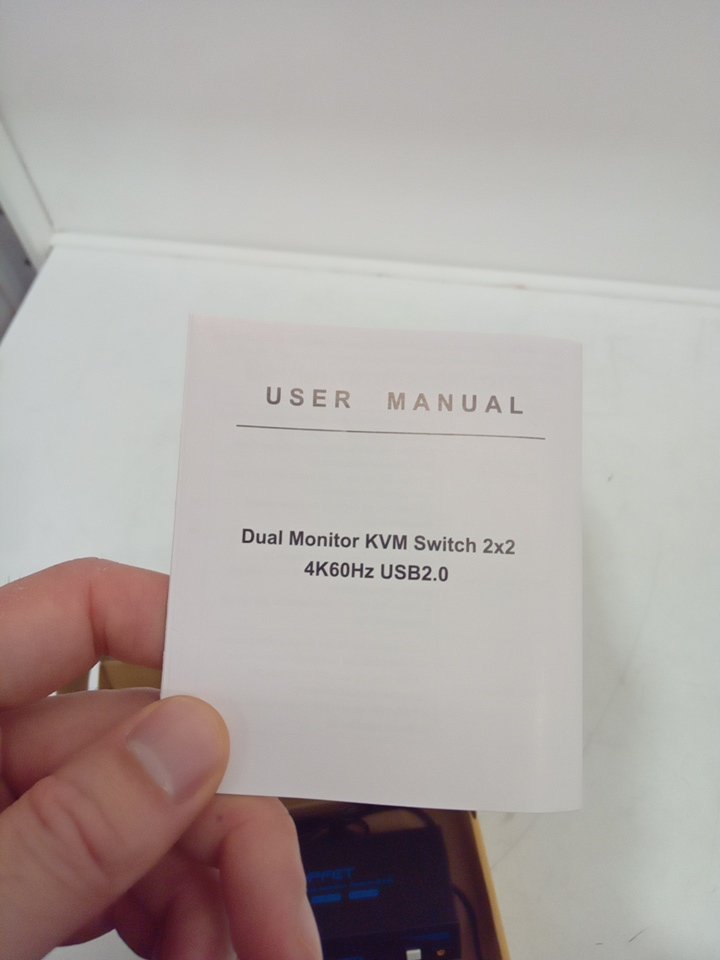 USER MANUAL
Dual Monitor KVM Switch 2x2
4K60Hz USB2.0